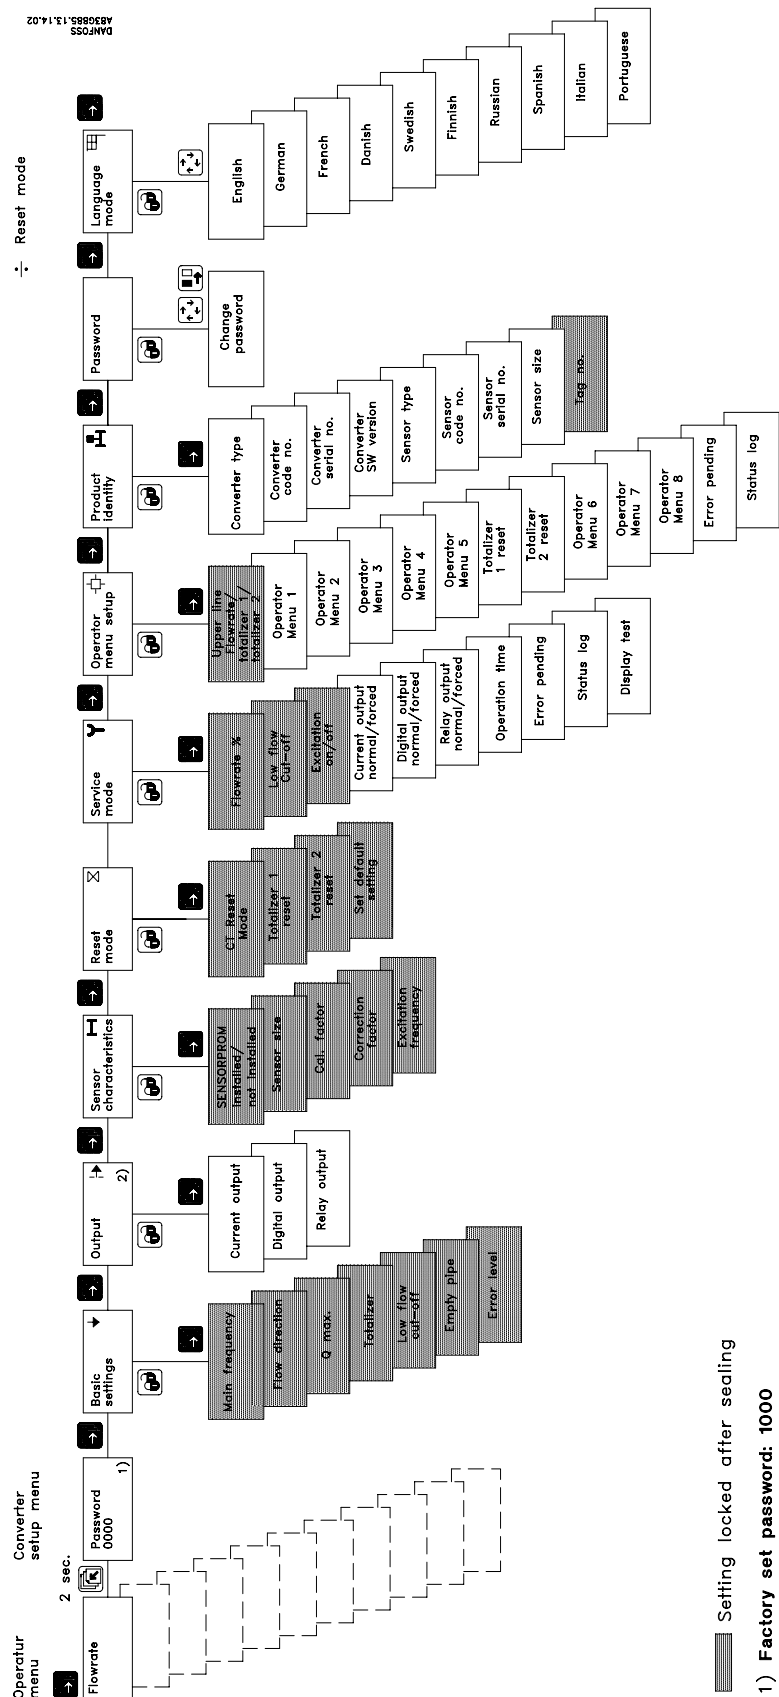 Operatur
menu
Converter
setup menu
÷ Reset mode
DANFOSS
A83G885.13.14.02
2 sec.
Flowrate
Password
0000
1)
Basic
settings
Main frequency
Flow direction
Q max.
Totalizer
Low flow
cut-off
Empty pipe
Error level
Output
2)
Current output
Digital output
Relay output
Sensor
characteristics
SENSORPROM
installed/
not installed
Sensor size
Cal. factor
Correction
factor
Excitation
frequency
Reset
mode
CT Reset
Mode
Totalizer 1
reset
Totalizer 2
reset
Set default
setting
Service
mode
Flowrate %
Low flow
Cut-off
Excitation
on/off
Current output
normal/forced
Digital output
normal/forced
Relay output
normal/forced
Operation time
Error pending
Status log
Display test
Operator
menu setup
Upper line
Flowrate/
totalizer 1/
totalizer 2
Operator
Menu 1
Operator
Menu 2
Operator
Menu 3
Operator
Menu 4
Operator
Menu 5
Totalizer
1 reset
Totalizer
2 reset
Operator
Menu 6
Operator
Menu 7
Operator
Menu 8
Error pending
Status log
Product
identity
Converter type
Converter
code no.
Converter
serial no.
Converter
SW version
Sensor type
Sensor
code no.
Sensor
serial no.
Sensor size
Tag no.
Password
Change
password
Language
mode
English
German
French
Danish
Swedish
Finnish
Russian
Spanish
Italian
Portuguese
Setting locked after sealing
1) Factory set password: 1000